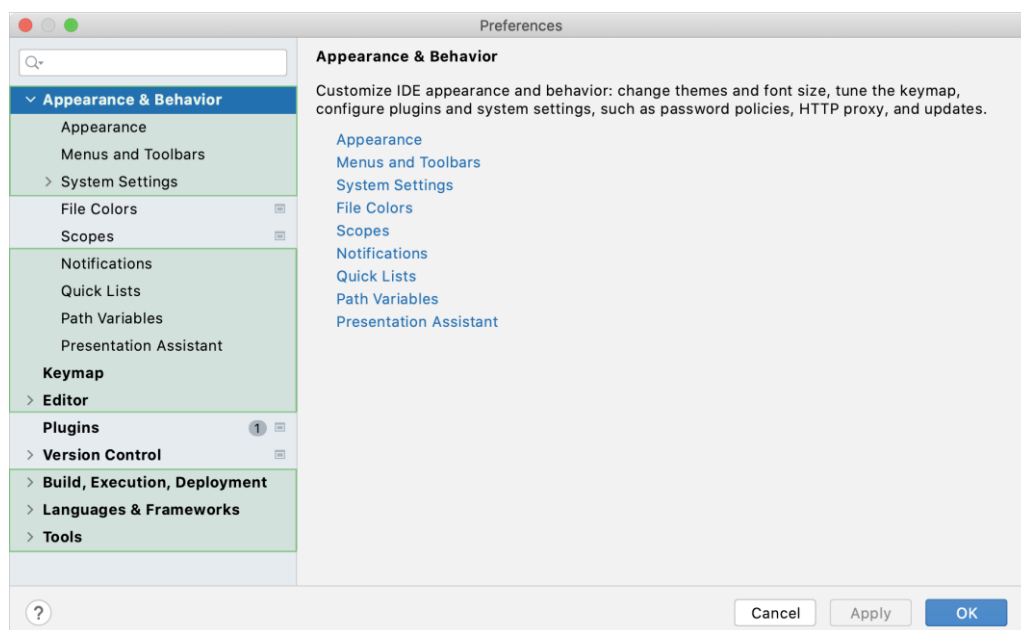 Preferences
Appearance & Behavior
Appearance
Menus and Toolbars
System Settings
File Colors
Scopes
Notifications
Quick Lists
Path Variables
Presentation Assistant
Keymap
Editor
Plugins 1
Version Control
Build, Execution, Deployment
Languages & Frameworks
Tools
Appearance & Behavior
Customize IDE appearance and behavior: change themes and font size, tune the keymap,
configure plugins and system settings, such as password policies, HTTP proxy, and updates.
Appearance
Menus and Toolbars
System Settings
File Colors
Scopes
Notifications
Quick Lists
Path Variables
Presentation Assistant
? Cancel Apply OK